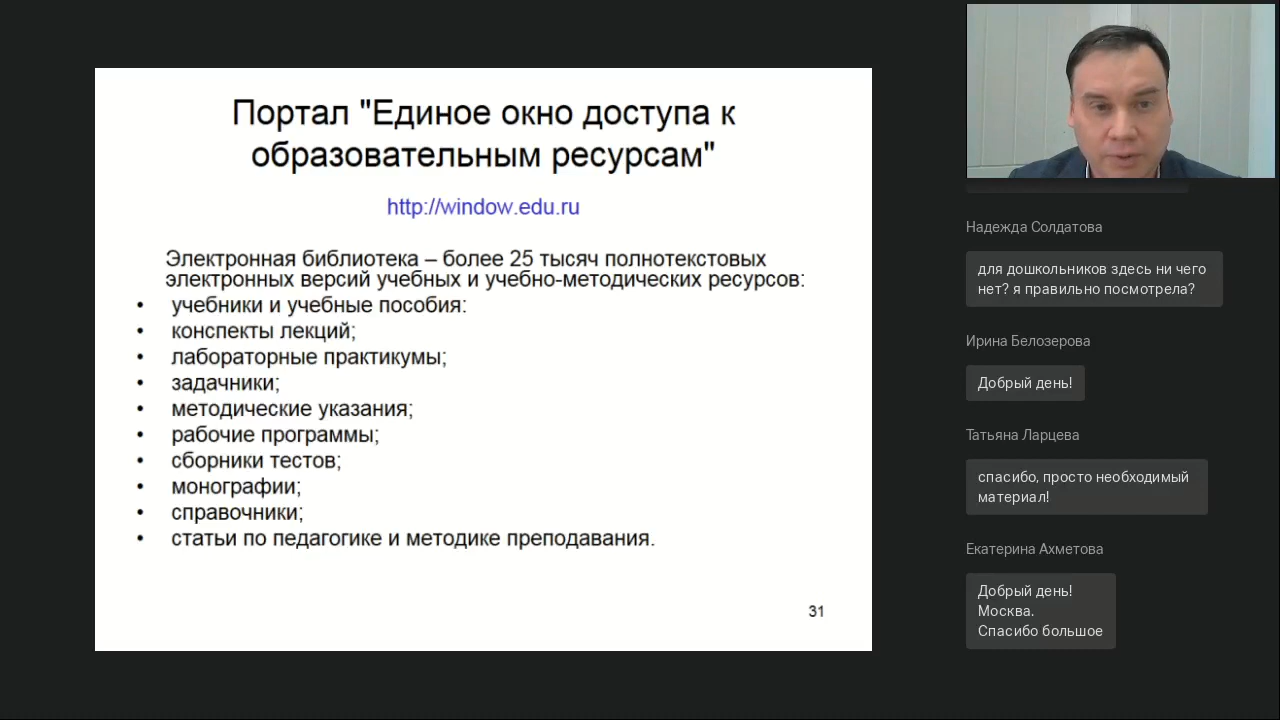 Портал "Единое окно доступа к
образовательным ресурсам"
http://window.edu.ru
Электронная библиотека – более 25 тысяч полнотекстовых
электронных версий учебных и учебно-методических ресурсов:
• учебники и учебные пособия:
• конспекты лекций;
• лабораторные практикумы;
• задачники;
• методические указания;
• рабочие программы;
• сборники тестов;
• монографии;
• справочники;
• статьи по педагогике и методике преподавания.
31
Надежда Солдатова
для дошкольников здесь ни чего
нет? я правильно посмотрела?
Ирина Белозерова
Добрый день!
Татьяна Ларцева
спасибо, просто необходимый
материал!
Екатерина Ахметова
Добрый день!
Москва.
Спасибо большое